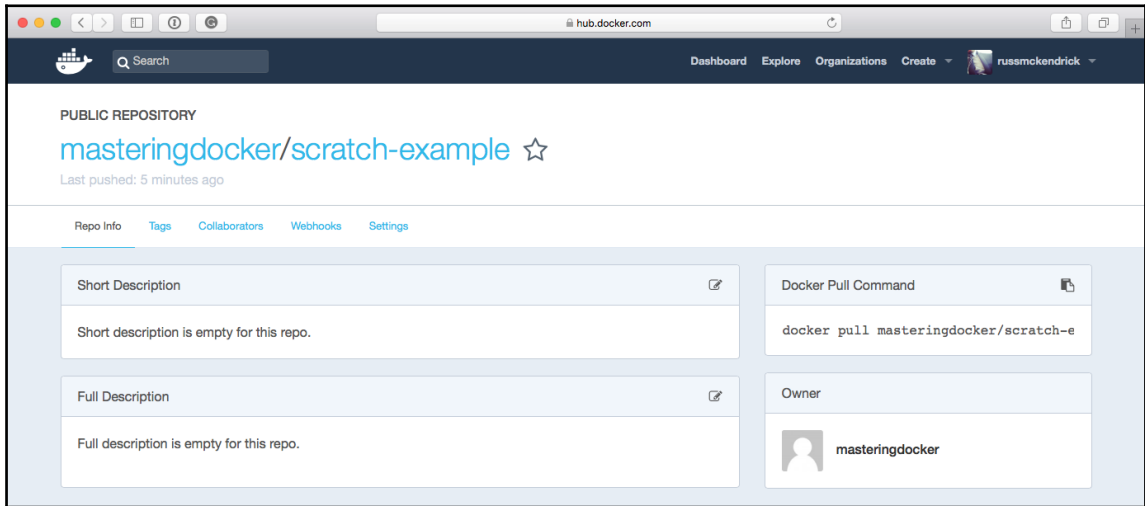 hub.docker.com
Search
Dashboard Explore Organizations Create russmckendrick
PUBLIC REPOSITORY
masteringdocker/scratch-example
Last pushed: 5 minutes ago
Repo Info Tags Collaborators Webhooks Settings
Short Description
Short description is empty for this repo.
Docker Pull Command
docker pull masteringdocker/scratch-e
Full Description
Full description is empty for this repo.
Owner
masteringdocker